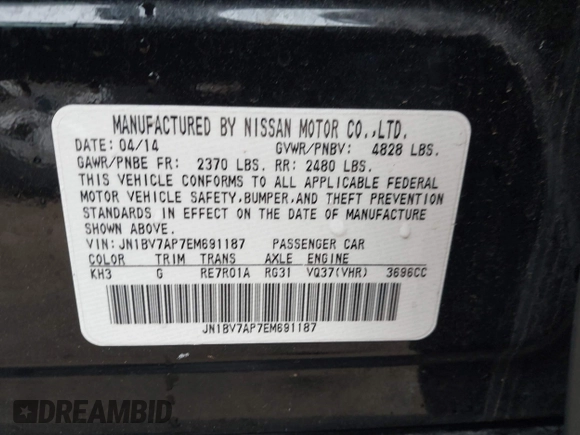 MANUFACTURED BY NISSAN MOTOR CO.,LTD.
DATE: 04/14 GVWR/PNBV: 4828 LBS.
GAWR/PNBE FR: 2370 LBS. RR: 2480 LBS.
THIS VEHICLE CONFORMS TO ALL APPLICABLE FEDERAL
MOTOR VEHICLE SAFETY,BUMPER,AND THEFT PREVENTION
STANDARDS IN EFFECT ON THE DATE OF MANUFACTURE
SHOWN ABOVE.
VIN: JN1BV7AP7EM691187 PASSENGER CAR
COLOR TRIM TRANS AXLE ENGINE
KH3 G RE7R01A RG31 VQ37(VHR) 3696CC
JN1BV7AP7EM691187
DREAMBID